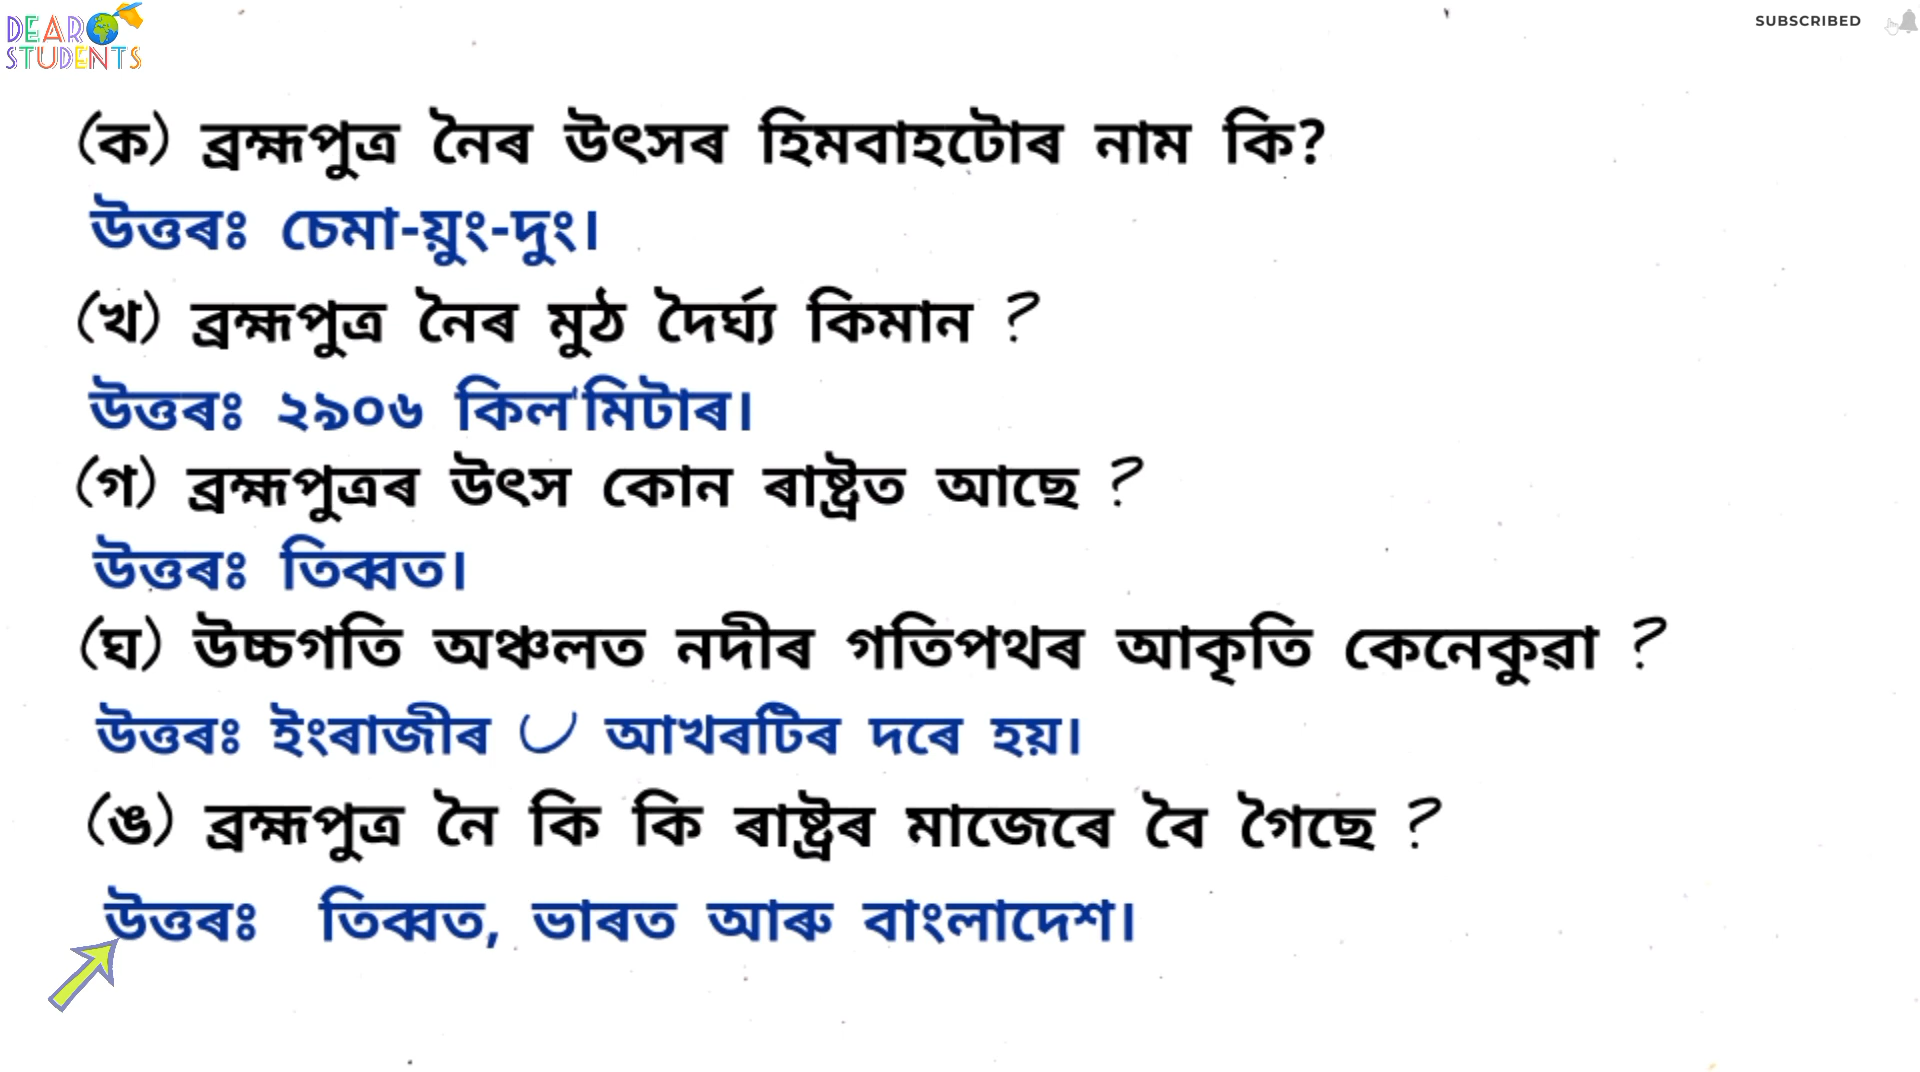 DEAR
STUDENTS
SUBSCRIBED
(ক) ব্ৰহ্মপুত্ৰ নৈৰ উৎসৰ হিমবাহটোৰ নাম কি?
উত্তৰঃ চেমা-য়ুং-দুং।
(খ) ব্ৰহ্মপুত্ৰ নৈৰ মুঠ দৈৰ্ঘ্য কিমান ?
উত্তৰঃ ২৯০৬ কিল'মিটাৰ।
(গ) ব্ৰহ্মপুত্ৰৰ উৎস কোন ৰাষ্ট্ৰত আছে ?
উত্তৰঃ তিব্বত।
(ঘ) উচ্চগতি অঞ্চলত নদীৰ গতিপথৰ আকৃতি কেনেকুৱা ?
উত্তৰঃ ইংৰাজীৰ U আখৰটিৰ দৰে হয়।
(ঙ) ব্ৰহ্মপুত্ৰ নৈ কি কি ৰাষ্ট্ৰৰ মাজেৰে বৈ গৈছে ?
উত্তৰঃ তিব্বত, ভাৰত আৰু বাংলাদেশ।